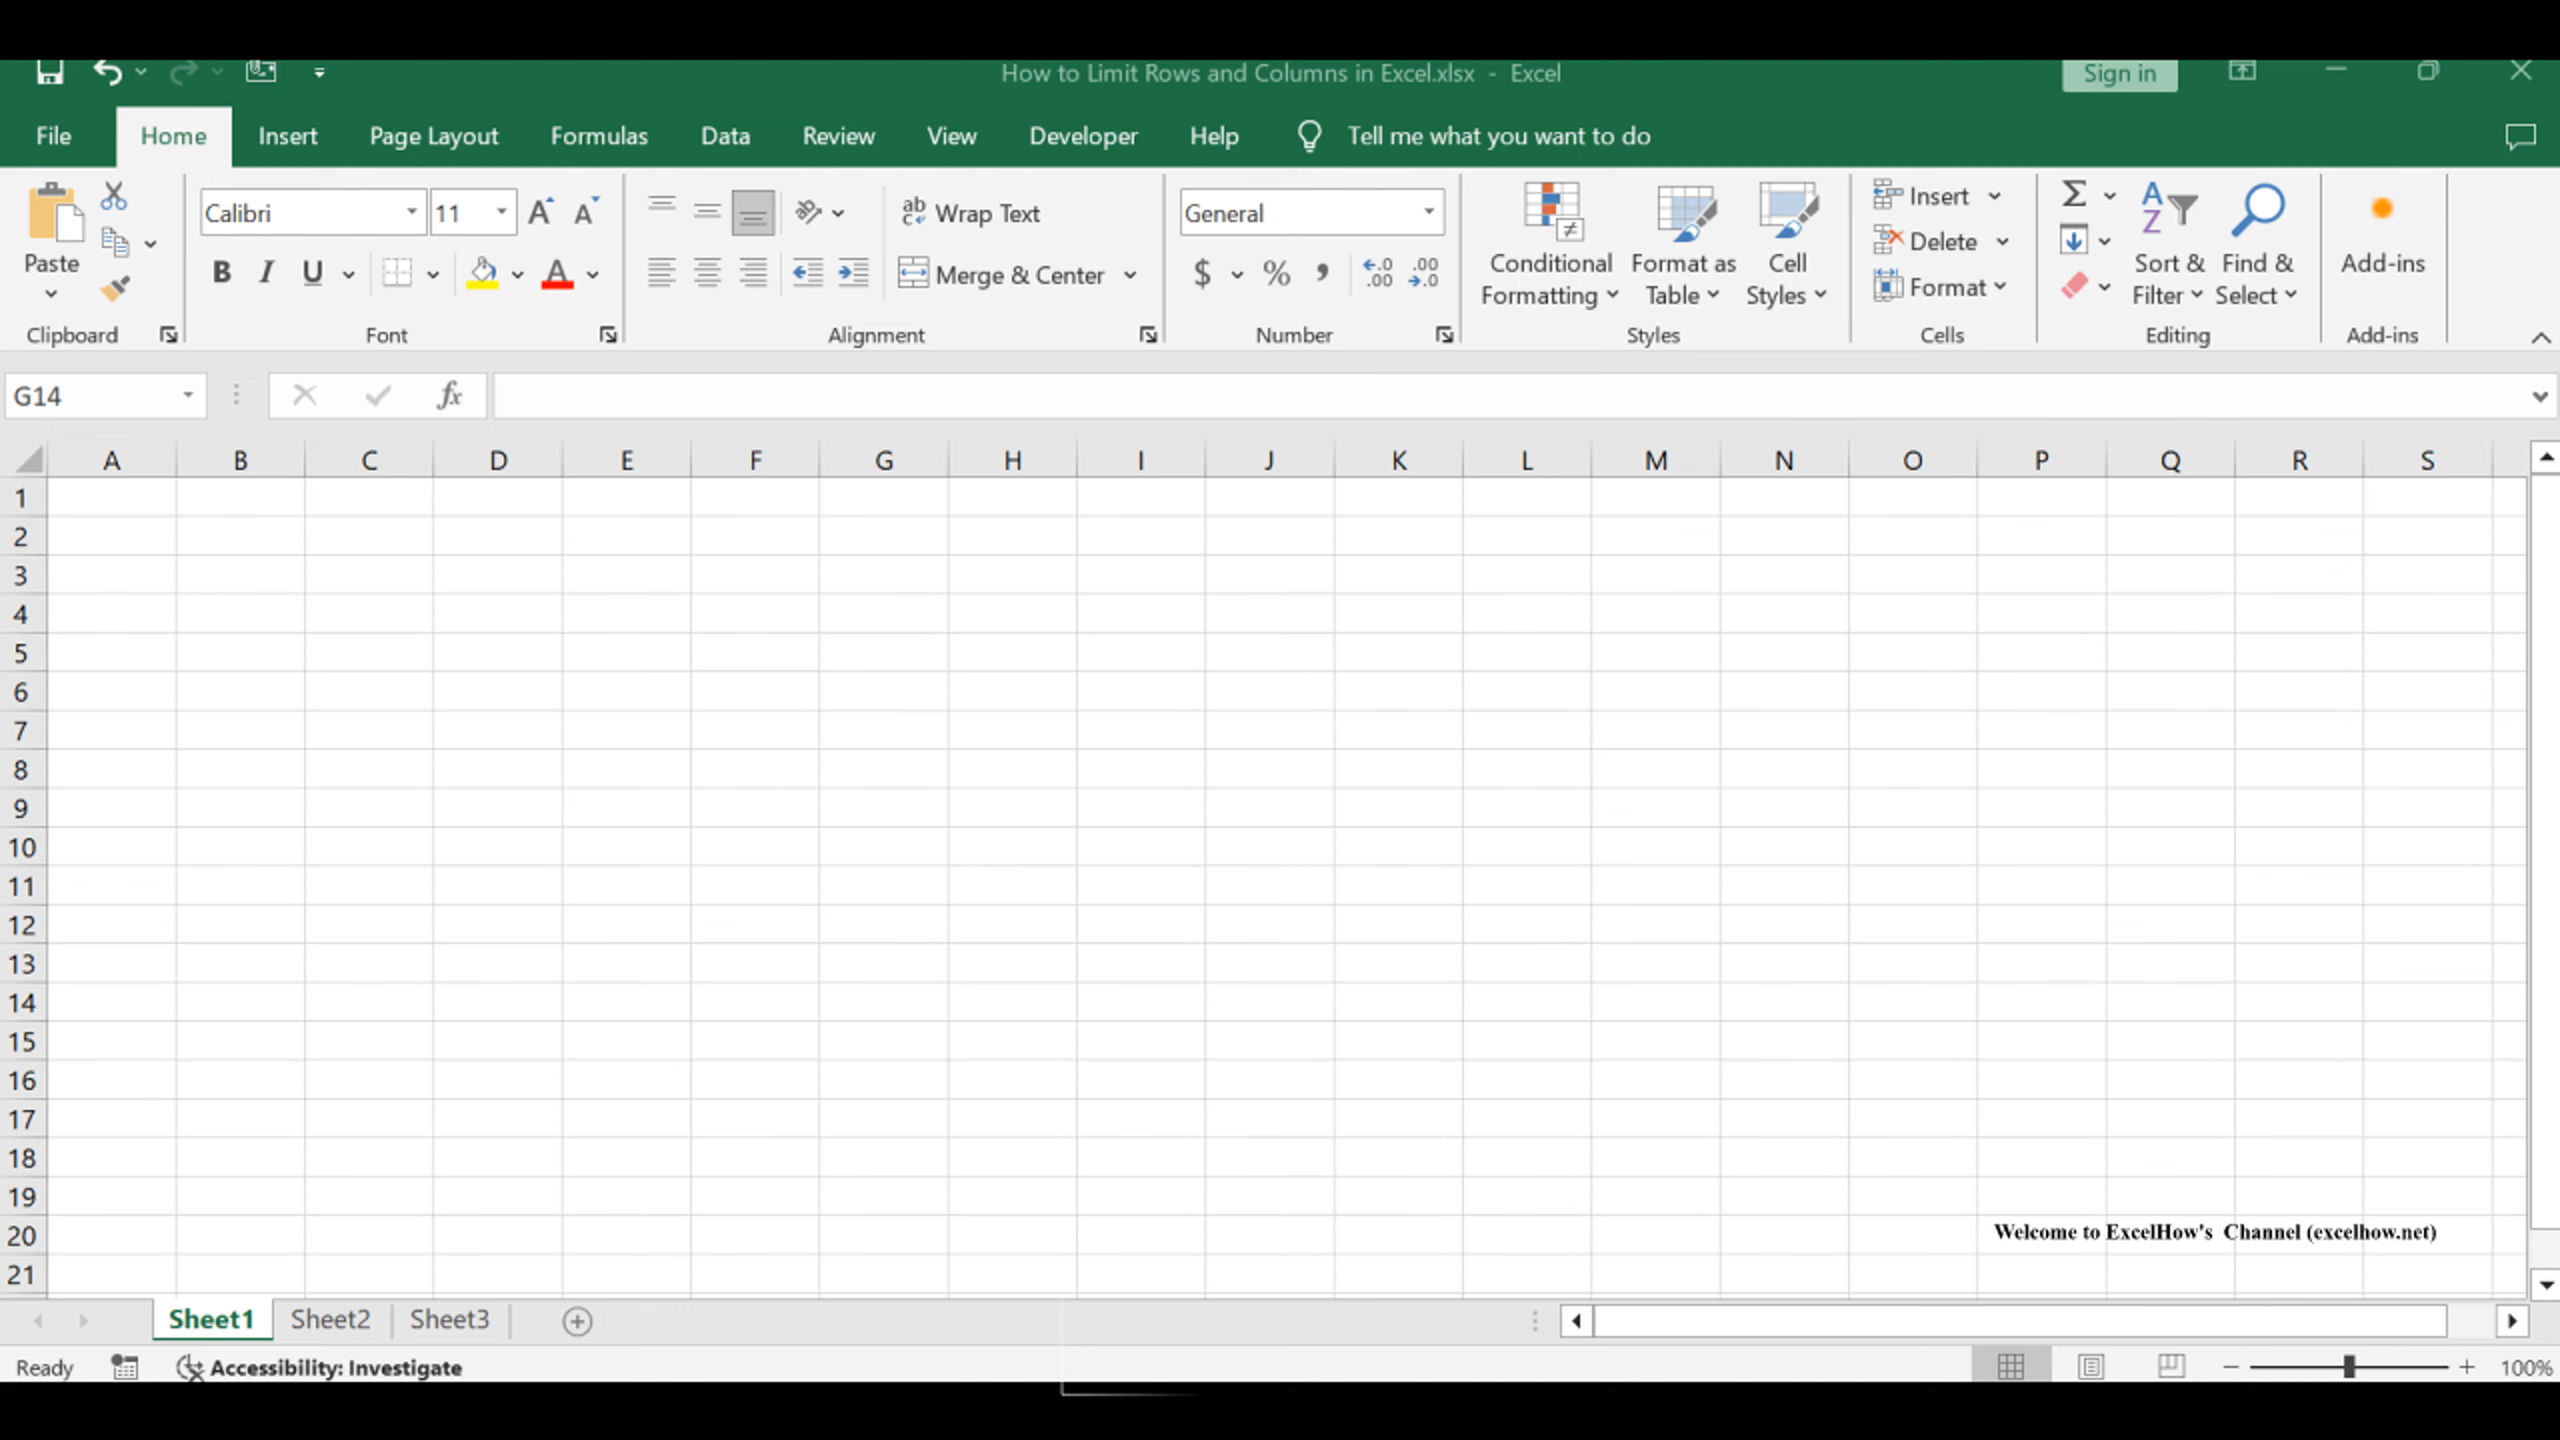 How to Limit Rows and Columns in Excel.xlsx - Excel
Sign in
File Home Insert Page Layout Formulas Data Review View Developer Help Tell me what you want to do
Paste
Clipboard
Calibri 11
B I U A
Font
ab Wrap Text
Merge & Center
Alignment
General
$ % , .00 .00
Number
Conditional Formatting
Format as Table
Cell Styles
Styles
Insert
Delete
Format
Cells
Σ
Sort & Filter
Find & Select
Editing
Add-ins
Add-ins
G14 fx
A B C D E F G H I J K L M N O P Q R S
1
2
3
4
5
6
7
8
9
10
11
12
13
14
15
16
17
18
19
20
Welcome to ExcelHow's Channel (excelhow.net)
21
Sheet1 Sheet2 Sheet3
Ready Accessibility: Investigate 100%